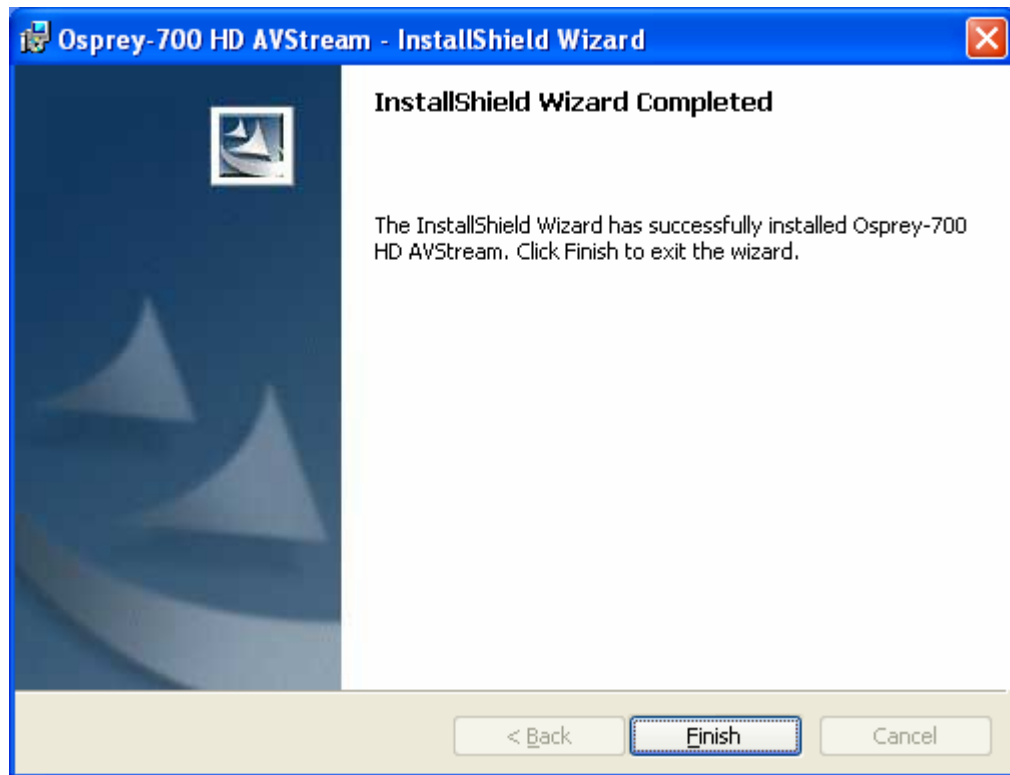 Osprey-700 HD AVStream - InstallShield Wizard
InstallShield Wizard Completed
The InstallShield Wizard has successfully installed Osprey-700
HD AVStream. Click Finish to exit the wizard.
< Back Finish Cancel